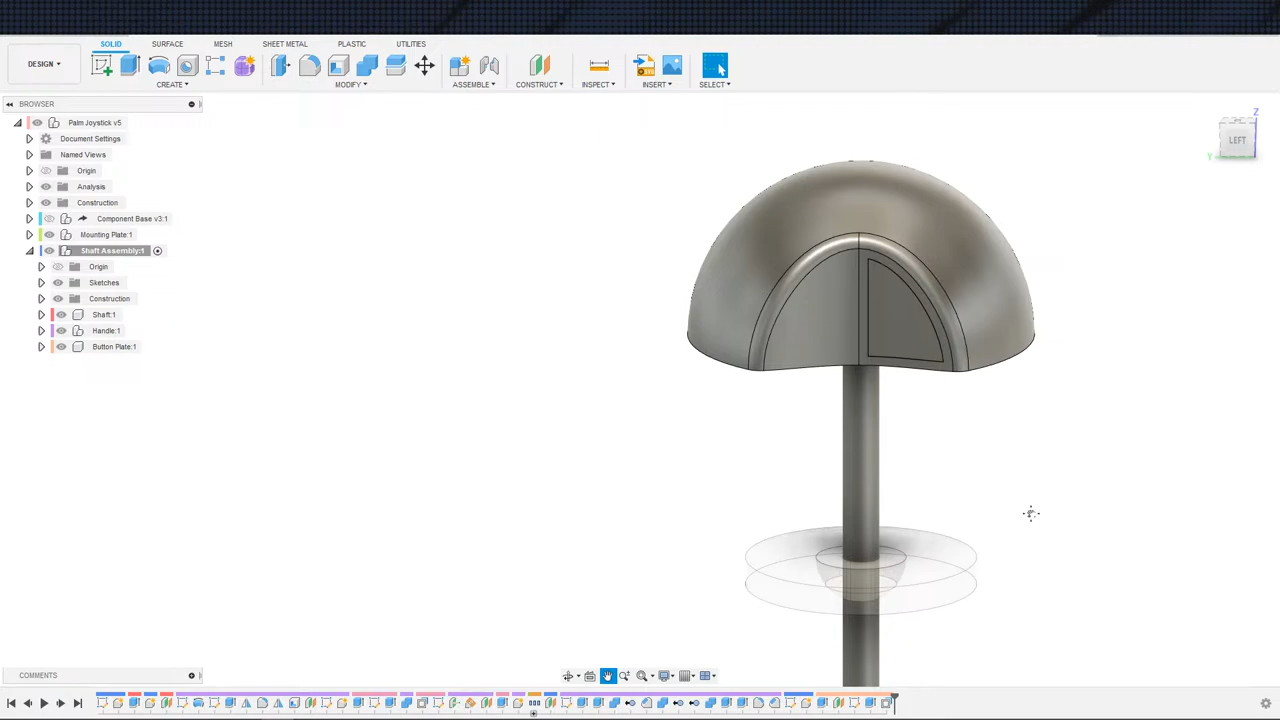 SOLID SURFACE MESH SHEET METAL PLASTIC UTILITIES
DESIGN
CREATE MODIFY ASSEMBLE CONSTRUCT INSPECT INSERT SELECT
BROWSER
Palm Joystick v5
Document Settings
Named Views
Origin
Analysis
Construction
Component Base v3:1
Mounting Plate:1
Shaft Assembly:1
Origin
Sketches
Construction
Shaft:1
Handle:1
Button Plate:1
Z
LEFT
Y
COMMENTS